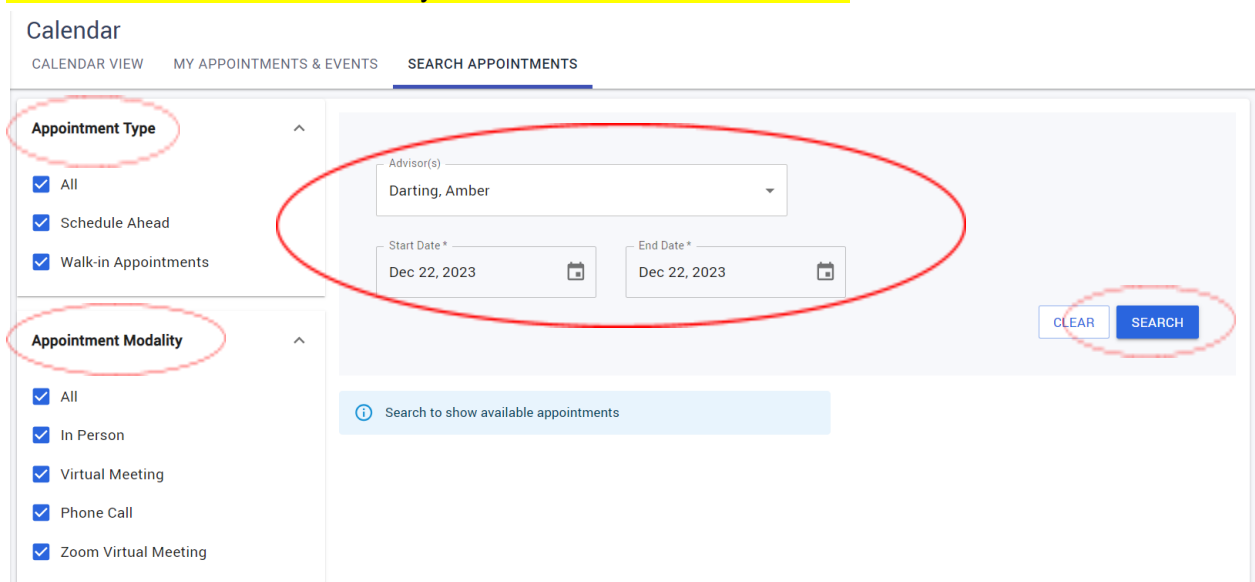 Calendar
CALENDAR VIEW MY APPOINTMENTS & EVENTS SEARCH APPOINTMENTS
Appointment Type
All
Schedule Ahead
Walk-in Appointments
Appointment Modality
All
In Person
Virtual Meeting
Phone Call
Zoom Virtual Meeting
Advisor(s)
Darting, Amber
Start Date * End Date *
Dec 22, 2023 Dec 22, 2023
CLEAR SEARCH
Search to show available appointments